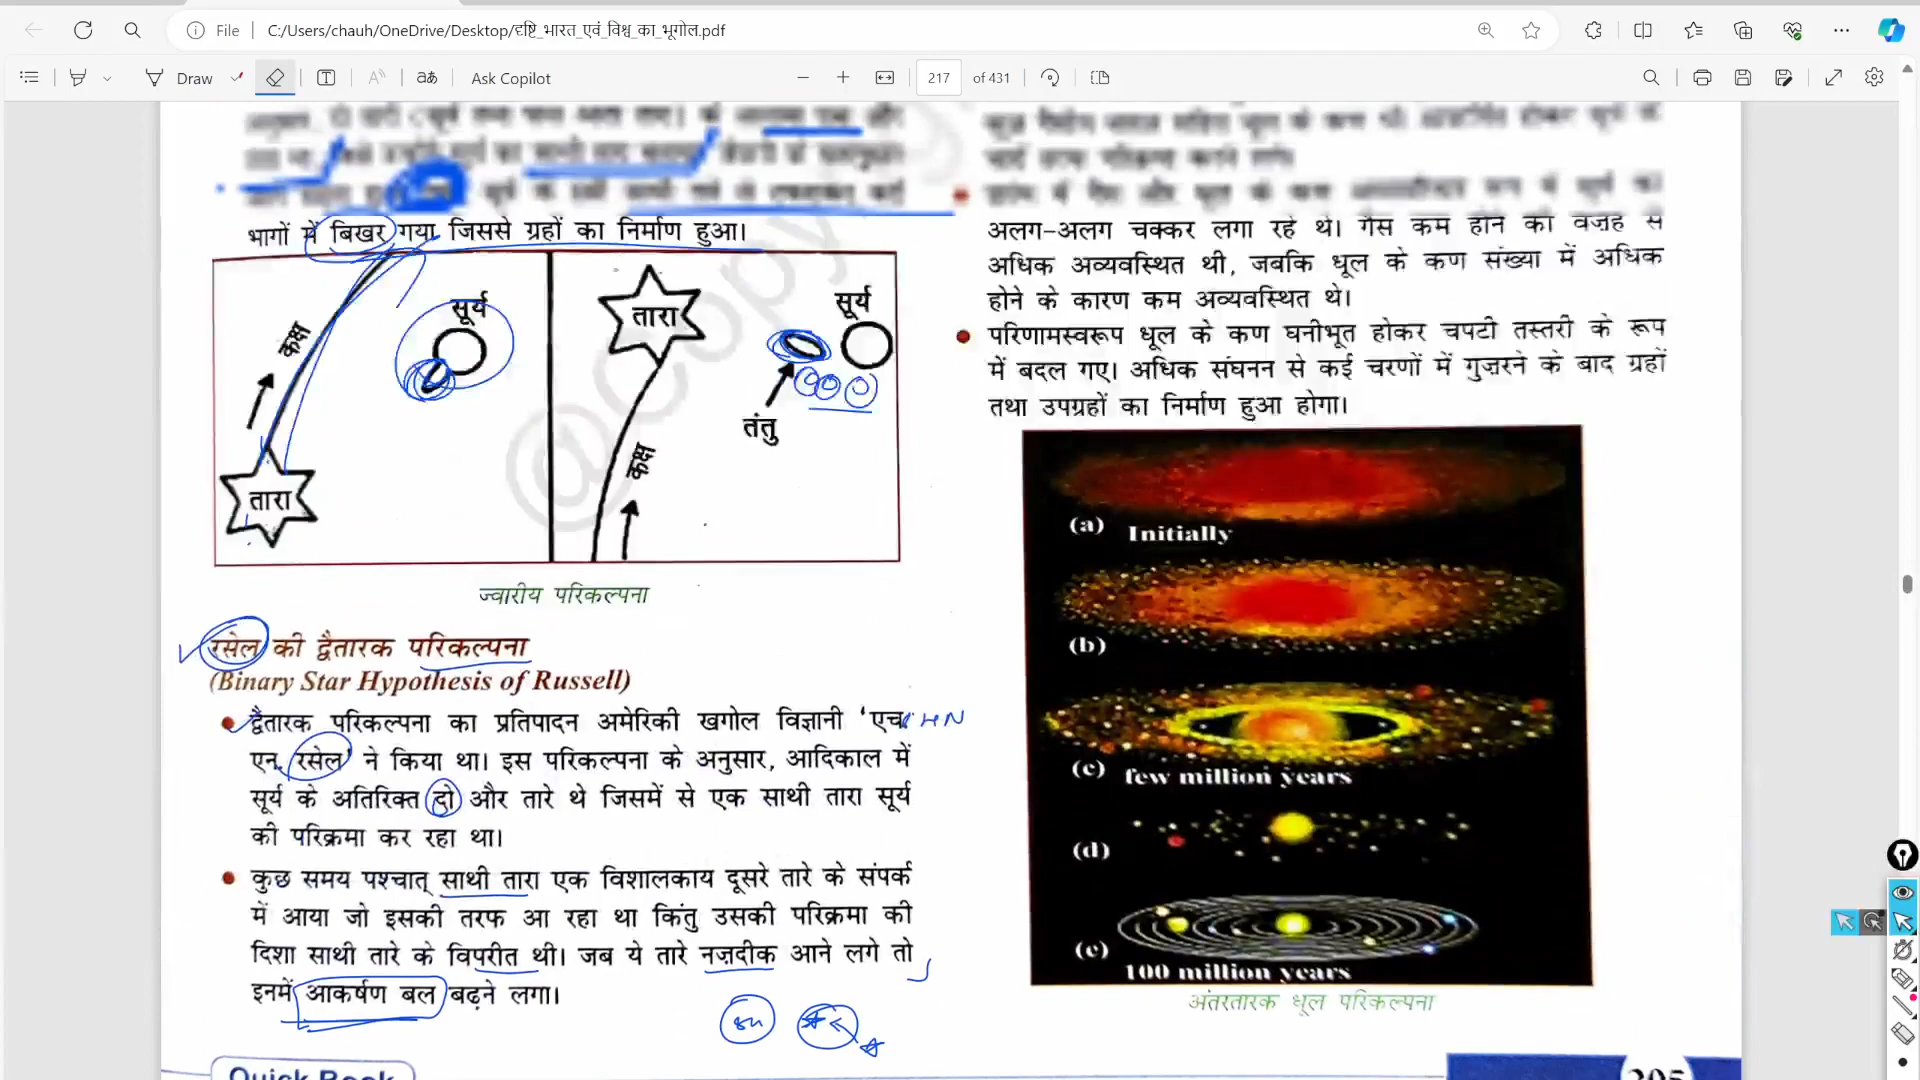 File
C:/Users/chauh/OneDrive/Desktop/दृष्टि_भारत_एवं_विश्व_का_भूगोल.pdf
Draw
Ask Copilot
217 of 431
भागों में बिखर गया जिससे ग्रहों का निर्माण हुआ।
सूर्य
कक्ष
तारा
तारा
सूर्य
तंतु
कक्ष
ज्वारीय परिकल्पना
रसेल की द्वैतारक परिकल्पना
(Binary Star Hypothesis of Russell)
द्वैतारक परिकल्पना का प्रतिपादन अमेरिकी खगोल विज्ञानी 'एच HN
एन. रसेल' ने किया था। इस परिकल्पना के अनुसार, आदिकाल में
सूर्य के अतिरिक्त दो और तारे थे जिसमें से एक साथी तारा सूर्य
की परिक्रमा कर रहा था।
कुछ समय पश्चात् साथी तारा एक विशालकाय दूसरे तारे के संपर्क
में आया जो इसकी तरफ आ रहा था किंतु उसकी परिक्रमा की
दिशा साथी तारे के विपरीत थी। जब ये तारे नज़दीक आने लगे तो
इनमें आकर्षण बल बढ़ने लगा।
Quick Book
अलग-अलग चक्कर लगा रहे थे। गैस कम होने की वजह से
अधिक अव्यवस्थित थी, जबकि धूल के कण संख्या में अधिक
होने के कारण कम अव्यवस्थित थे।
परिणामस्वरूप धूल के कण घनीभूत होकर चपटी तस्तरी के रूप
में बदल गए। अधिक संघनन से कई चरणों में गुज़रने के बाद ग्रहों
तथा उपग्रहों का निर्माण हुआ होगा।
(a) Initially
(b)
(c) few million years
(d)
(e) 100 million years
अंतरतारक धूल परिकल्पना
205